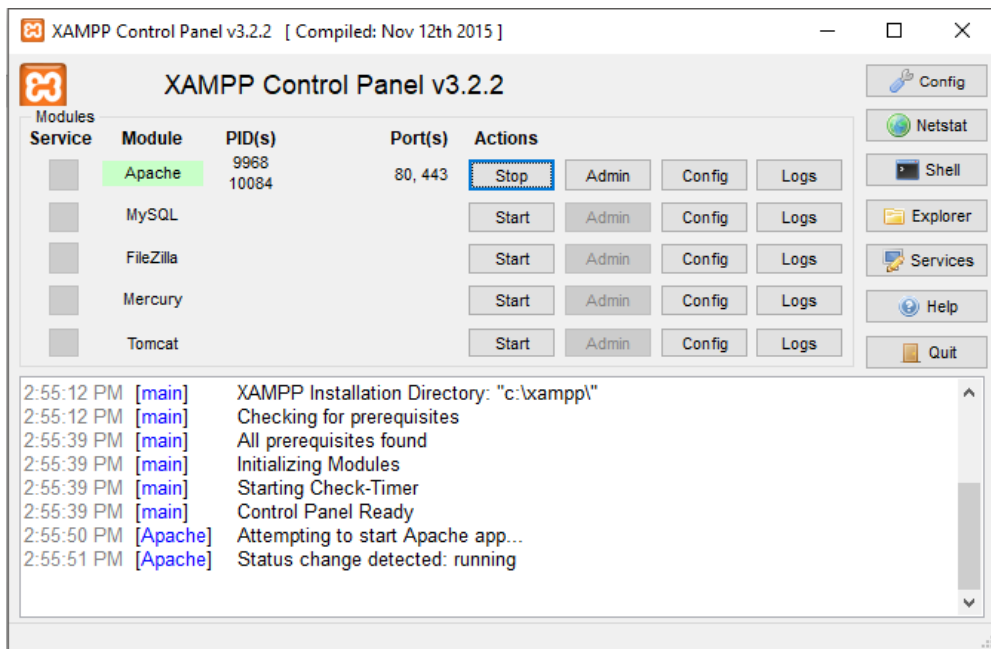 XAMPP Control Panel v3.2.2 [ Compiled: Nov 12th 2015 ]
XAMPP Control Panel v3.2.2
Config
Modules
Service Module PID(s) Port(s) Actions
Netstat
Apache 9968 10084 80, 443 Stop Admin Config Logs
Shell
MySQL Start Admin Config Logs
Explorer
FileZilla Start Admin Config Logs
Services
Mercury Start Admin Config Logs
Help
Tomcat Start Admin Config Logs
Quit
2:55:12 PM [main] XAMPP Installation Directory: "c:\xampp\"
2:55:12 PM [main] Checking for prerequisites
2:55:39 PM [main] All prerequisites found
2:55:39 PM [main] Initializing Modules
2:55:39 PM [main] Starting Check-Timer
2:55:39 PM [main] Control Panel Ready
2:55:50 PM [Apache] Attempting to start Apache app...
2:55:51 PM [Apache] Status change detected: running